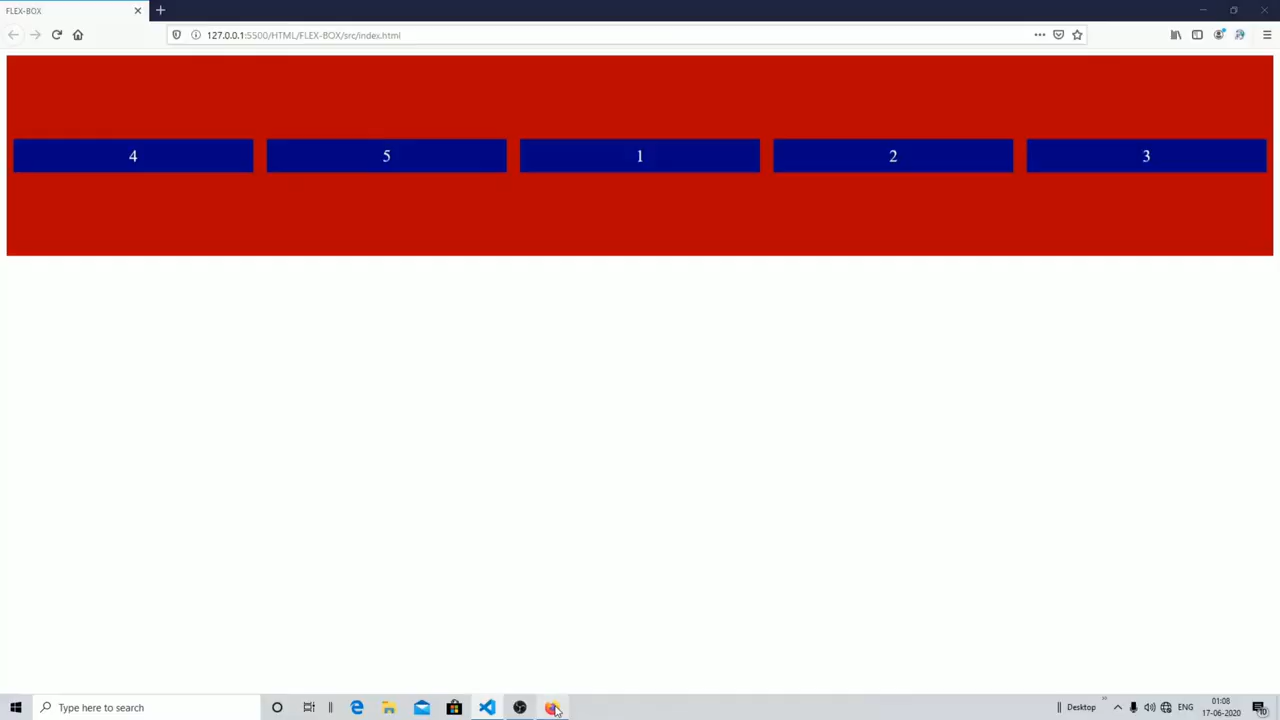 FLEX-BOX
127.0.0.1:5500/HTML/FLEX-BOX/src/index.html
4 5 1 2 3
Type here to search
Desktop
ENG
01:08
17-06-2020
10